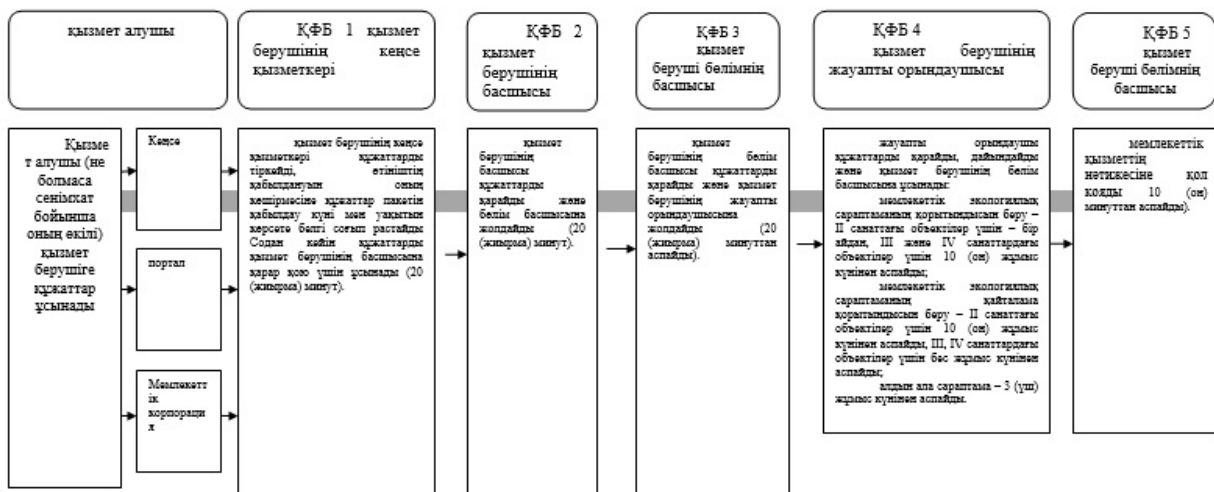 қызмет алушы
ҚФБ 1 қызмет
берушінің кеңсе
қызметкері
ҚФБ 2
қызмет
берушінің
басшысы
ҚФБ 3
қызмет
беруші бөлімнің
басшысы
ҚФБ 4
қызмет берушінің
жауапты орындаушысы
ҚФБ 5
қызмет
беруші бөлімнің
басшысы
Қызме
т алушы (не
болмаса
сенімхат
бойынша
оның өкілі)
қызмет
берушіге
құжаттар
ұсынады
Кеңсе
портал
Мемлекетт
ік
корпораци
я
қызмет берушінің кеңсе
қызметкері құжаттарды
тіркейді, өтініштің
қабылдануын оның
көшірмесіне құжаттар пакетін
қабылдау күні мен уақытын
көрсете белгі соғып растайды
Содан кейін құжаттарды
қызмет берушінің басшысына
қарар қою үшін ұсынады (20
(жиырма) минут).
қызмет
берушінің
басшысы
құжаттарды
қарайды және
бөлім басшысына
жолдайды (20
(жиырма) минут).
қызмет
берушінің бөлім
басшысы құжаттарды
қарайды және қызмет
берушінің жауапты
орындаушысына
жолдайды (20
(жиырма) минуттан
аспайды).
жауапты орындаушы
құжаттарды қарайды, дайындайды
және қызмет берушінің бөлім
басшысына ұсынады:
мемлекеттік экологиялық
сараптаманың қорытындысын беру –
II санаттағы объектілер үшін – бір
айдан, III және IV санаттардағы
объектілер үшін 10 (он) жұмыс
күнінен аспайды;
мемлекеттік экологиялық
сараптаманың қайталама
қорытындысын беру – II санаттағы
объектілер үшін 10 (он) жұмыс
күнінен аспайды, III, IV санаттардағы
объектілер үшін бес жұмыс күнінен
аспайды;
алдын ала сараптама – 3 (үш)
жұмыс күнінен аспайды.
мемлекеттік
қызметтің
нәтижесіне қол
қояды 10 (он)
минуттан аспайды).